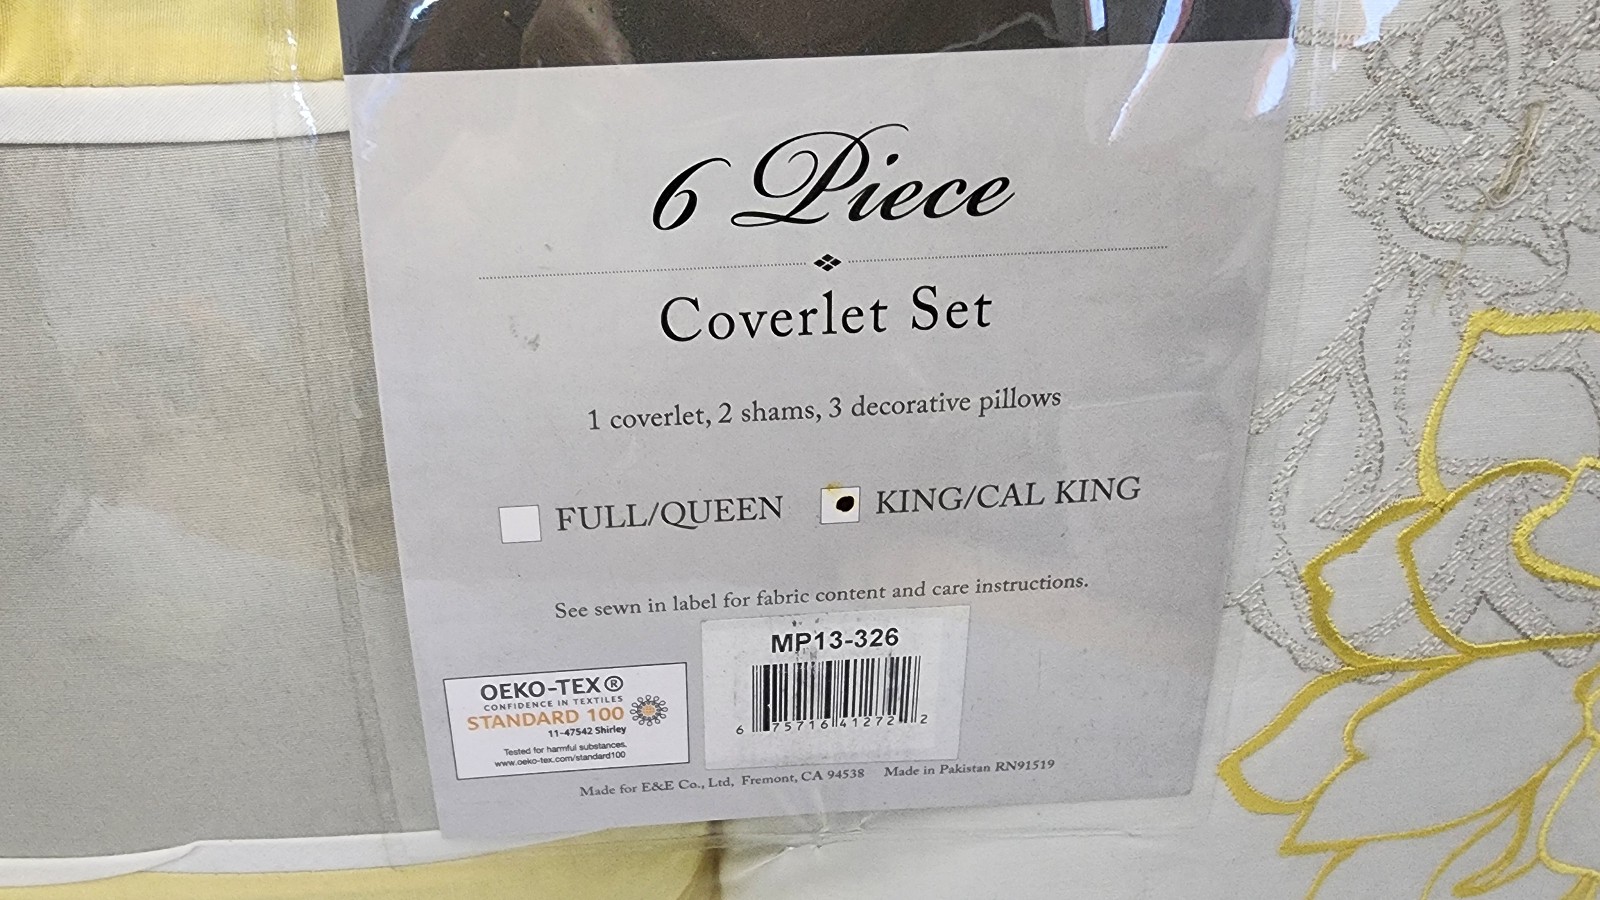 6 Piece
Coverlet Set
1 coverlet, 2 shams, 3 decorative pillows
FULL/QUEEN KING/CAL KING
See sewn in label for fabric content and care instructions.
MP13-326
6 75716 41272 2
OEKO-TEX®
CONFIDENCE IN TEXTILES
STANDARD 100
11-47542 Shirley
Tested for harmful substances.
www.oeko-tex.com/standard100
Made for E&E Co., Ltd, Fremont, CA 94538 Made in Pakistan RN91519